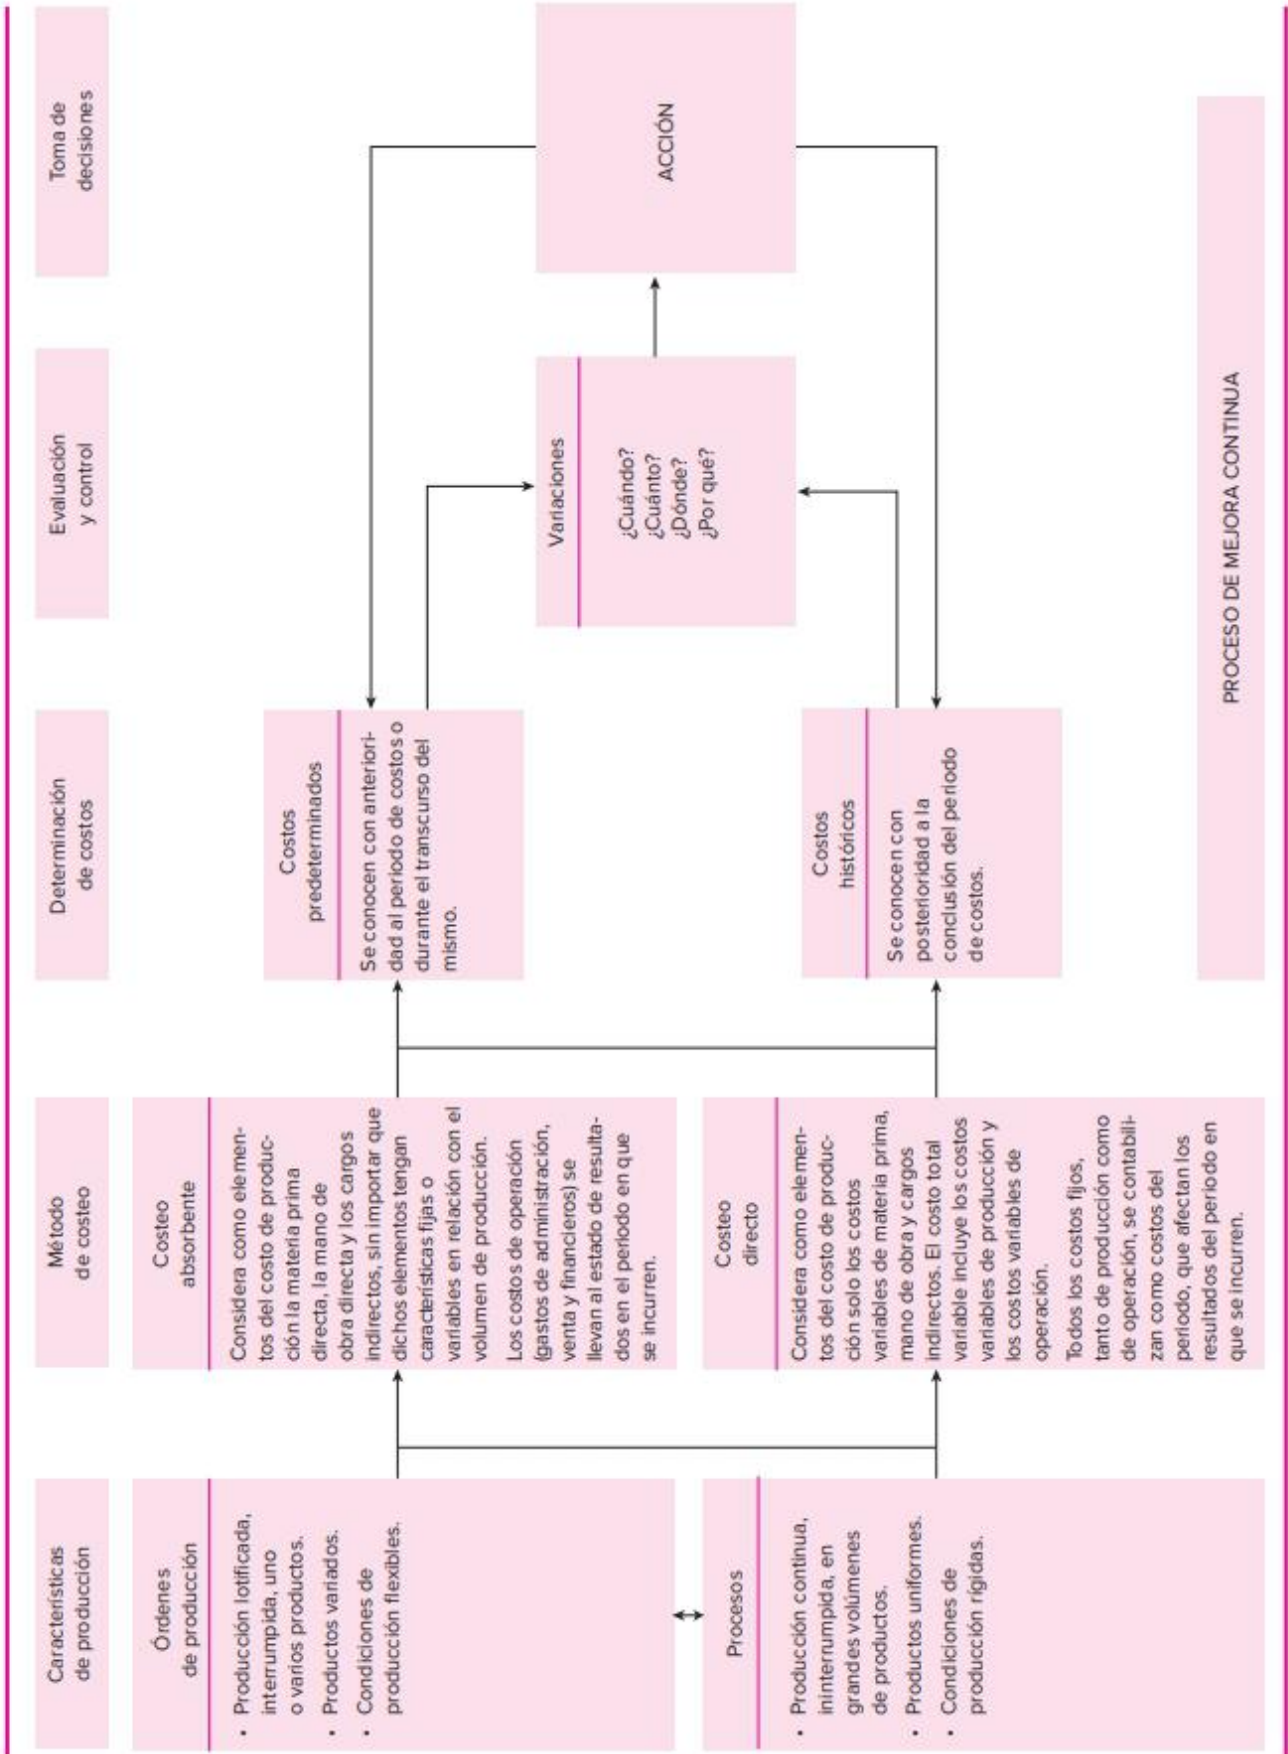 Características
de producción
Método
de costeo
Determinación
de costos
Evaluación
y control
Toma de
decisiones
Órdenes
de producción
• Producción lotificada,
interrumpida, uno
o varios productos.
• Productos variados.
• Condiciones de
producción flexibles.
Procesos
• Producción continua,
ininterrumpida, en
grandes volúmenes
de productos.
• Productos uniformes.
• Condiciones de
producción rígidas.
Costeo
absorbente
Considera como elemen-
tos del costo de produc-
ción la materia prima
directa, la mano de
obra directa y los cargos
indirectos, sin importar que
dichos elementos tengan
características fijas o
variables en relación con el
volumen de producción.
Los costos de operación
(gastos de administración,
venta y financieros) se
llevan al estado de resulta-
dos en el periodo en que
se incurren.
Costeo
directo
Considera como elemen-
tos del costo de produc-
ción solo los costos
variables de materia prima,
mano de obra y cargos
indirectos. El costo total
variable incluye los costos
variables de producción y
los costos variables de
operación.
Todos los costos fijos,
tanto de producción como
de operación, se contabili-
zan como costos del
periodo, que afectan los
resultados del periodo en
que se incurren.
Costos
predeterminados
Se conocen con anteriori-
dad al periodo de costos o
durante el transcurso del
mismo.
Costos
históricos
Se conocen con
posterioridad a la
conclusión del periodo
de costos.
Variaciones
¿Cuándo?
¿Cuánto?
¿Dónde?
¿Por qué?
ACCIÓN
PROCESO DE MEJORA CONTINUA